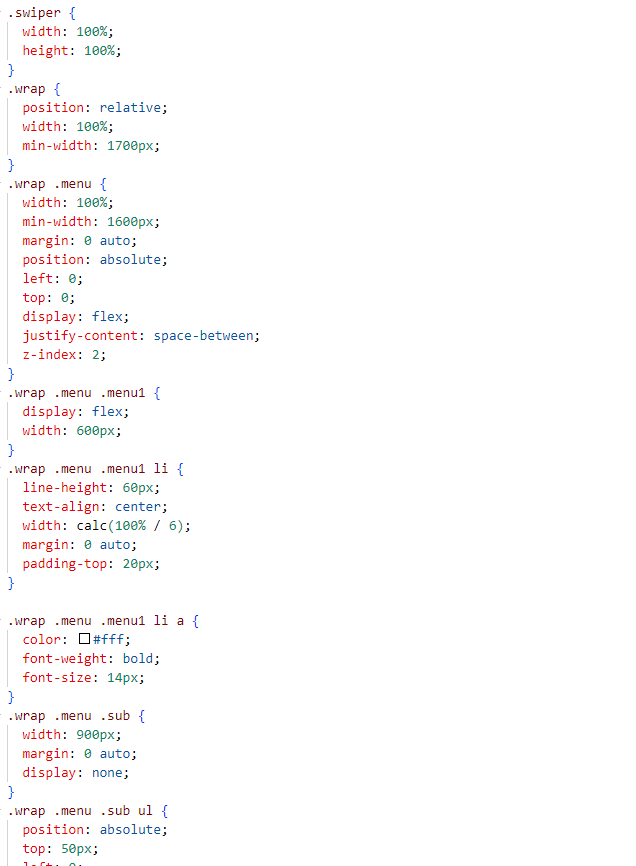 .swiper {
width: 100%;
height: 100%;
}
.wrap {
position: relative;
width: 100%;
min-width: 1700px;
}
.wrap .menu {
width: 100%;
min-width: 1600px;
margin: 0 auto;
position: absolute;
left: 0;
top: 0;
display: flex;
justify-content: space-between;
z-index: 2;
}
.wrap .menu .menu1 {
display: flex;
width: 600px;
}
.wrap .menu .menu1 li {
line-height: 60px;
text-align: center;
width: calc(100% / 6);
margin: 0 auto;
padding-top: 20px;
}
.wrap .menu .menu1 li a {
color: #fff;
font-weight: bold;
font-size: 14px;
}
.wrap .menu .sub {
width: 900px;
margin: 0 auto;
display: none;
}
.wrap .menu .sub ul {
position: absolute;
top: 50px;